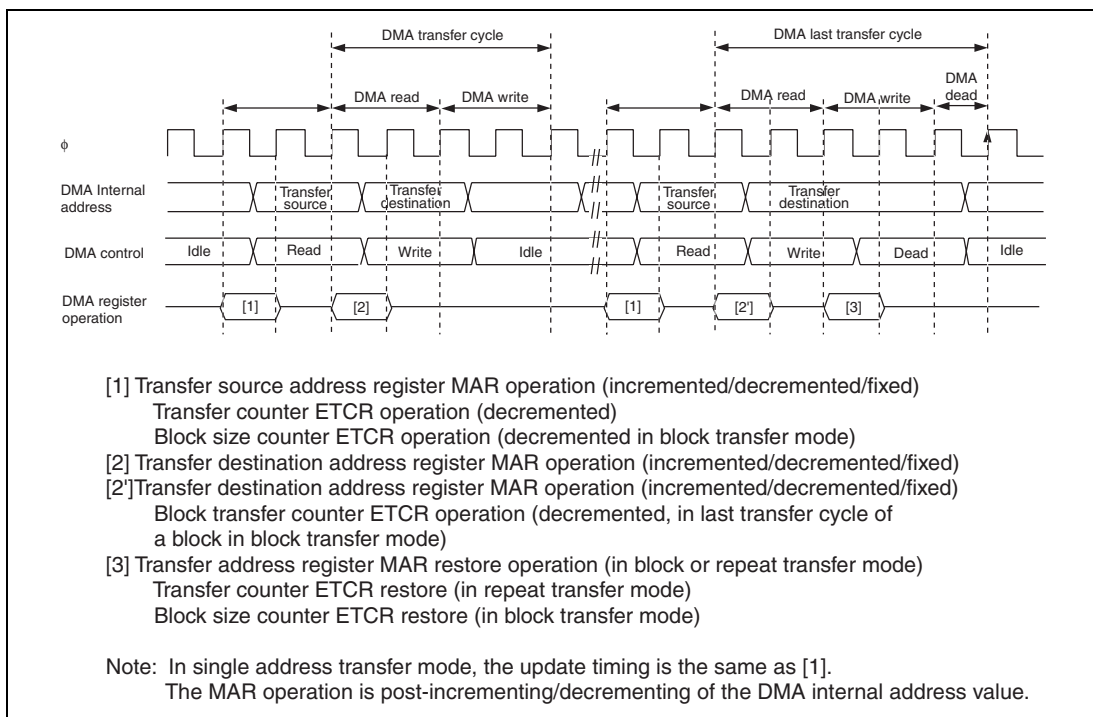 DMA transfer cycle
DMA last transfer cycle
DMA read
DMA write
DMA read
DMA write
DMA
dead
ϕ
DMA Internal
address
Transfer
source
Transfer
destination
Transfer
source
Transfer
destination
DMA control
Idle
Read
Write
Idle
Read
Write
Dead
Idle
DMA register
operation
[1]
[2]
[1]
[2']
[3]
[1] Transfer source address register MAR operation (incremented/decremented/fixed)
Transfer counter ETCR operation (decremented)
Block size counter ETCR operation (decremented in block transfer mode)
[2] Transfer destination address register MAR operation (incremented/decremented/fixed)
[2']Transfer destination address register MAR operation (incremented/decremented/fixed)
Block transfer counter ETCR operation (decremented, in last transfer cycle of
a block in block transfer mode)
[3] Transfer address register MAR restore operation (in block or repeat transfer mode)
Transfer counter ETCR restore (in repeat transfer mode)
Block size counter ETCR restore (in block transfer mode)
Note: In single address transfer mode, the update timing is the same as [1].
The MAR operation is post-incrementing/decrementing of the DMA internal address value.